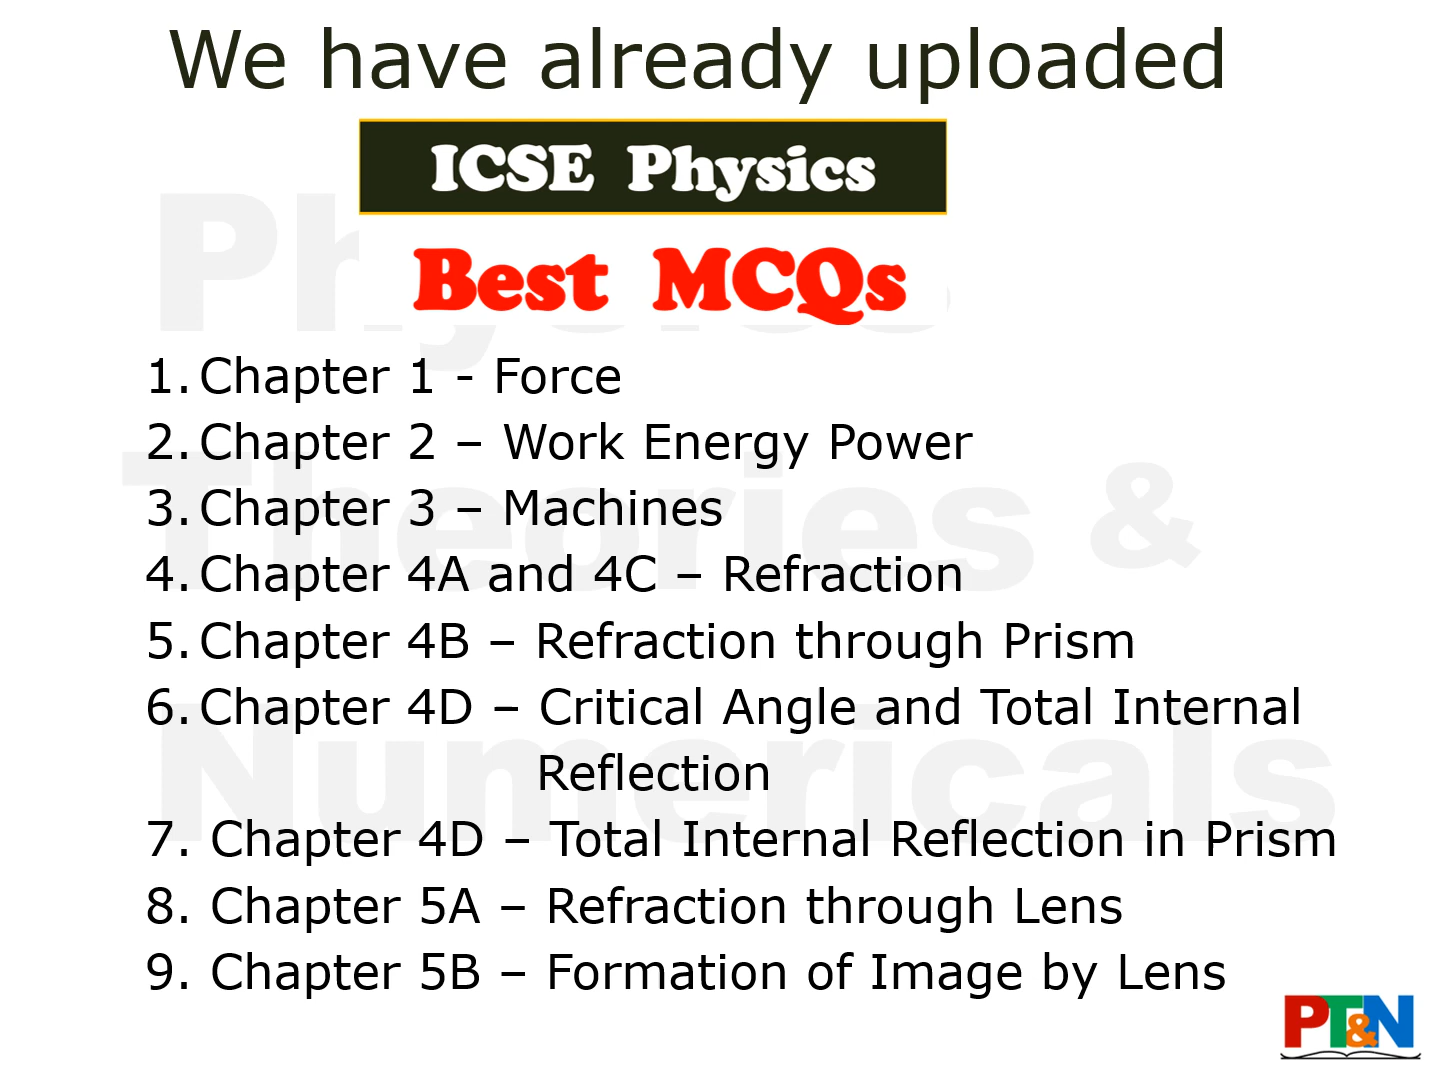 We have already uploaded
ICSE Physics
Best MCQs
Physics
1. Chapter 1 - Force
2. Chapter 2 – Work Energy Power
Theories &
3. Chapter 3 – Machines
4. Chapter 4A and 4C – Refraction
5. Chapter 4B – Refraction through Prism
6. Chapter 4D – Critical Angle and Total Internal
Reflection
Numericals
7. Chapter 4D – Total Internal Reflection in Prism
8. Chapter 5A – Refraction through Lens
9. Chapter 5B – Formation of Image by Lens
PT&N